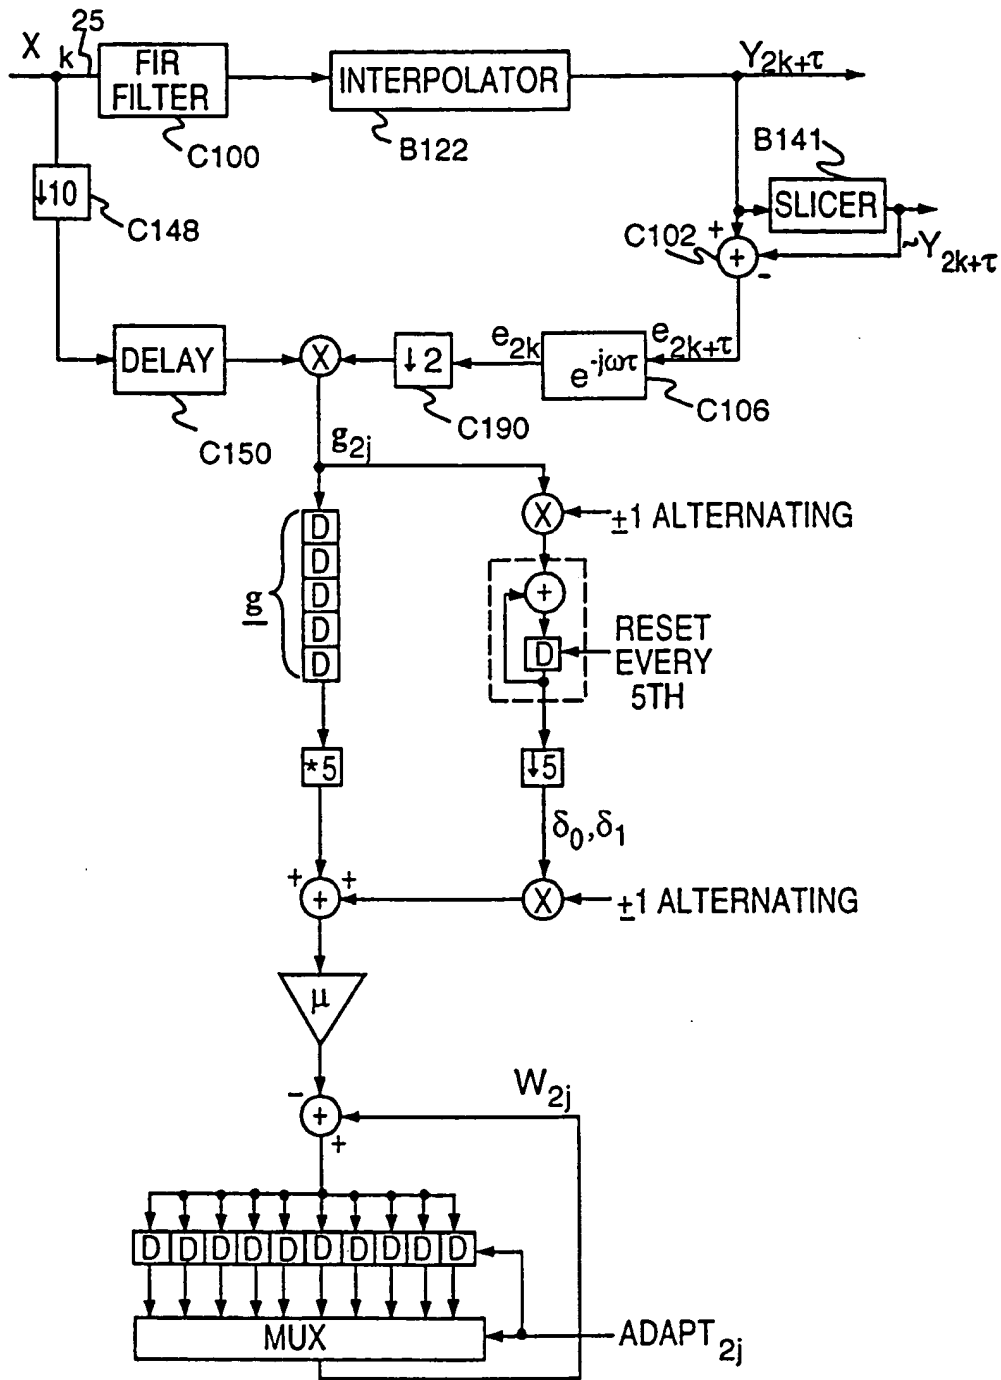 X
k
25
FIR
FILTER
C100
INTERPOLATOR
B122
Y2k+τ
↓10
C148
B141
SLICER
C102
+
+
-
~Y2k+τ
DELAY
C150
X
↓2
C190
e2k
e-jωτ
e2k+τ
C106
g2j
X
±1 ALTERNATING
D
D
D
D
D
g
+
D
RESET
EVERY
5TH
*5
↓5
δ0,δ1
+
+
+
X
±1 ALTERNATING
μ
-
+
+
W2j
D D D D D D D D D D
MUX
ADAPT2j